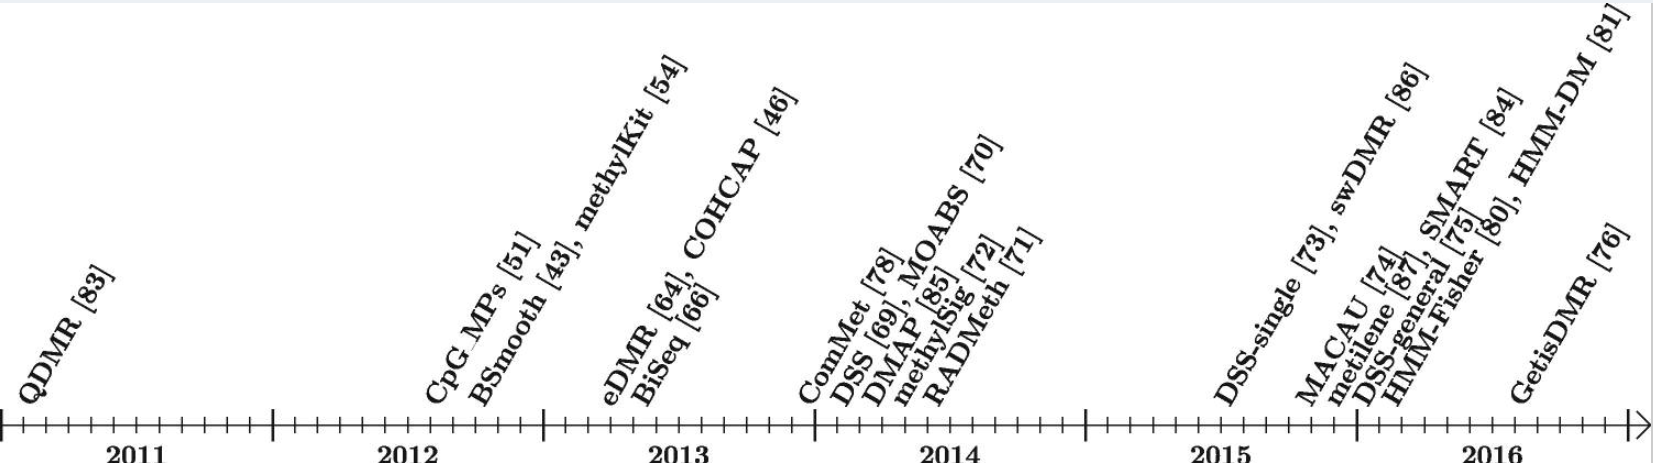 QDMR [83]
CpG_MPs [51]
BSmooth [43], methylKit [54]
eDMR [64], COHCAP [46]
BiSeq [66]
ComMet [78]
DSS [69], MOABS [70]
DMAP [85]
methylSig [72]
RADMeth [71]
DSS-single [73], swDMR [86]
MACAU [74]
metilene [87], SMART [84]
DSS-general [75]
HMM-Fisher [80], HMM-DM [81]
GetisDMR [76]
2011 2012 2013 2014 2015 2016